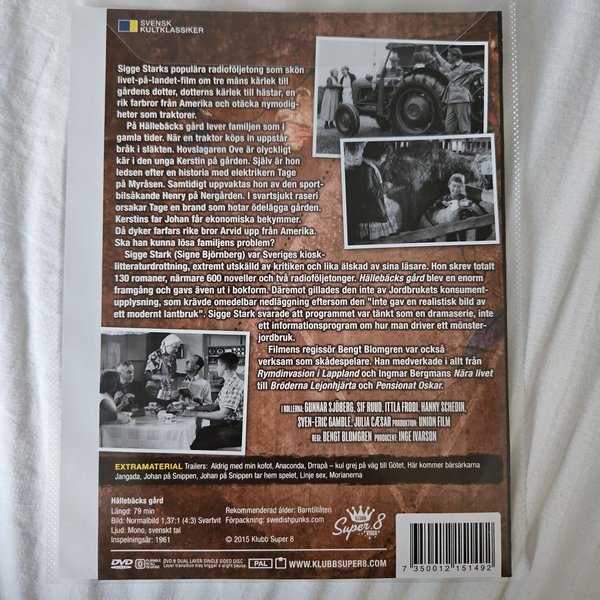 SVENSK
KULTKLASSIKER
Sigge Starks populära radioföljetong som skön
livet-på-landet-film om tre mäns kärlek till
gårdens dotter, dotterns kärlek till hästar, en
rik farbror från Amerika och otäcka nymodig-
heter som traktorer.
På Hällebäcks gård lever familjen som i
gamla tider. När en traktor köps in uppstår
bråk i släkten. Hovslagaren Ove är olyckligt
kär i den unga Kerstin på gården. Själv är hon
ledsen efter en historia med elektrikern Tage
på Myråsen. Samtidigt uppvaktas hon av den sport-
bilsåkande Henry på Nergården. I svartsjukt raseri
orsakar Tage en brand som hotar ödelägga gården.
Kerstins far Johan får ekonomiska bekymmer.
Då dyker farfars rike bror Arvid upp från Amerika.
Ska han kunna lösa familjens problem?
Sigge Stark (Signe Björnberg) var Sveriges kiosk-
litteraturdrottning, extremt utskälld av kritiken och lika älskad av sina läsare. Hon skrev totalt
130 romaner, närmare 600 noveller och två radioföljetonger. Hällebäcks gård blev en enorm
framgång och gavs även ut i bokform. Däremot gillades den inte av Jordbrukets konsument-
upplysning, som krävde omedelbar nedläggning eftersom den "inte gav en realistisk bild av
ett modernt lantbruk". Sigge Stark svarade att programmet var tänkt som en dramaserie, inte
ett informationsprogram om hur man driver ett mönster-
jordbruk.
Filmens regissör Bengt Blomgren var också
verksam som skådespelare. Han medverkade i allt från
Rymdinvasion i Lappland och Ingmar Bergmans Nära livet
till Bröderna Lejonhjärta och Pensionat Oskar.
I ROLLERNA: GUNNAR SJÖBERG, SIF RUUD, ITTLA FRODI, HANNY SCHEDIN,
SVEN-ERIC GAMBLE, JULIA CÆSAR PRODUKTION: UNION FILM
REGI: BENGT BLOMGREN PRODUCENT: INGE IVARSON
EXTRAMATERIAL Trailers: Aldrig med min kofot, Anaconda, Drrapå – kul grej på väg till Götet, Här kommer bärsärkarna
Jangada, Johan på Snippen, Johan på Snippen tar hem spelet, Linje sex, Morianerna
Hällebäcks gård
Längd: 79 min
Bild: Normalbild 1,37:1 (4:3) Svartvit
Ljud: Mono, svenskt tal
Inspelningsår: 1961
Rekommenderad ålder: Barntillåten
Förpackning: swedishpunks.com
© 2015 Klubb Super 8
KLUBB
Super 8
VIDEO
DVD DVD 9: DUAL LAYER SINGLE SIDED DISC
Layer transition may trigger a slight pause
PAL
WWW.KLUBBSUPER8.COM
7 350012 151492